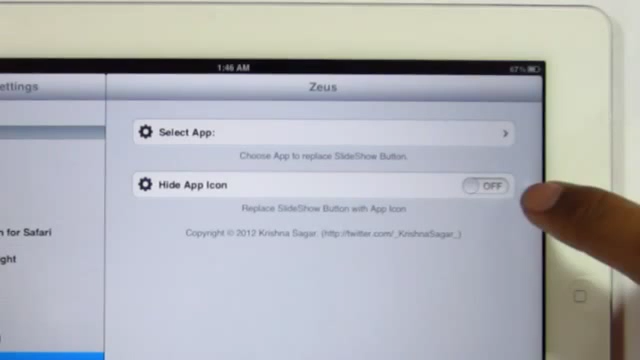 1:46 AM
67%
ettings
Zeus
Select App:
Choose App to replace SlideShow Button.
Hide App Icon
OFF
Replace SlideShow Button with App Icon
n for Safari
ght
Copyright © 2012 Krishna Sagar. (http://twitter.com/_KrishnaSagar_)